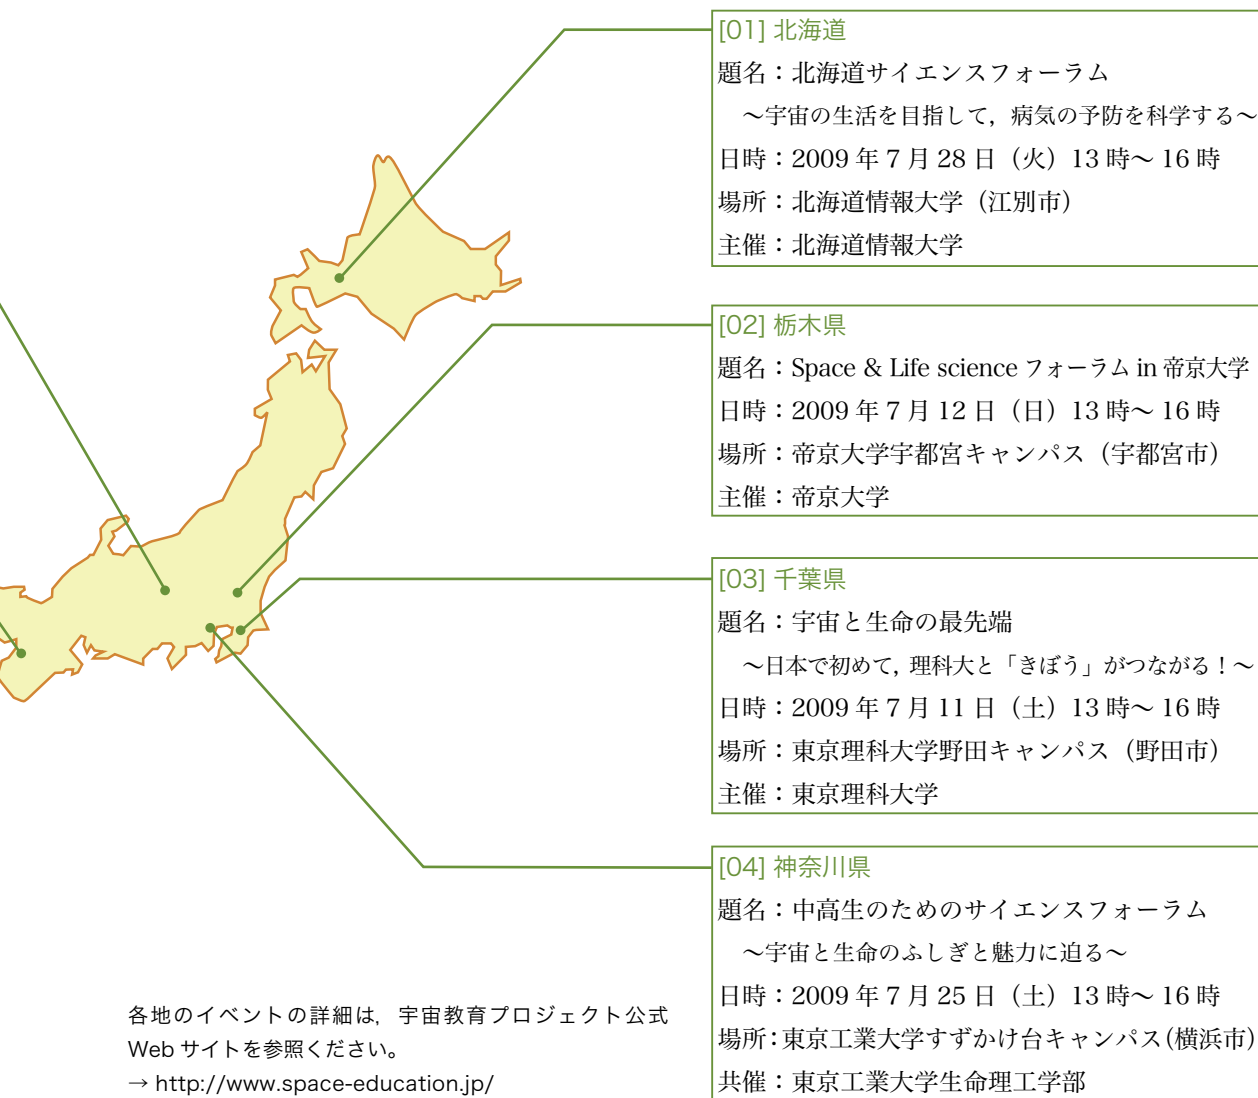 [01] 北海道
題名：北海道サイエンスフォーラム
～宇宙の生活を目指して，病気の予防を科学する～
日時：2009 年 7 月 28 日（火）13 時～ 16 時
場所：北海道情報大学（江別市）
主催：北海道情報大学
[02] 栃木県
題名：Space & Life science フォーラム in 帝京大学
日時：2009 年 7 月 12 日（日）13 時～ 16 時
場所：帝京大学宇都宮キャンパス（宇都宮市）
主催：帝京大学
[03] 千葉県
題名：宇宙と生命の最先端
～日本で初めて，理科大と「きぼう」がつながる！～
日時：2009 年 7 月 11 日（土）13 時～ 16 時
場所：東京理科大学野田キャンパス（野田市）
主催：東京理科大学
[04] 神奈川県
題名：中高生のためのサイエンスフォーラム
～宇宙と生命のふしぎと魅力に迫る～
日時：2009 年 7 月 25 日（土）13 時～ 16 時
場所：東京工業大学すずかけ台キャンパス（横浜市）
共催：東京工業大学生命理工学部
各地のイベントの詳細は，宇宙教育プロジェクト公式
Web サイトを参照ください。
→ http://www.space-education.jp/